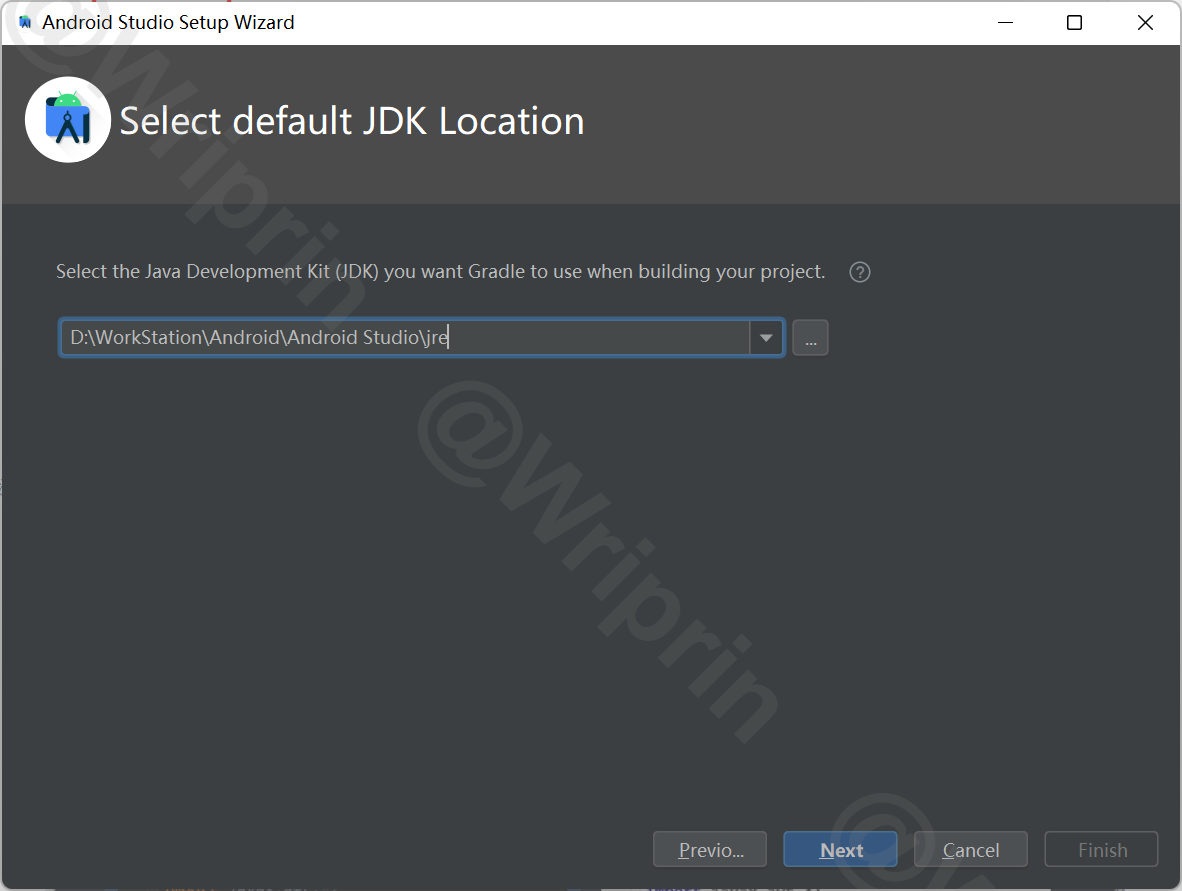 Android Studio Setup Wizard
Select default JDK Location
Select the Java Development Kit (JDK) you want Gradle to use when building your project. ?
D:\WorkStation\Android\Android Studio\jre
...
Previo... Next Cancel Finish
@Wriprin
@Wriprin